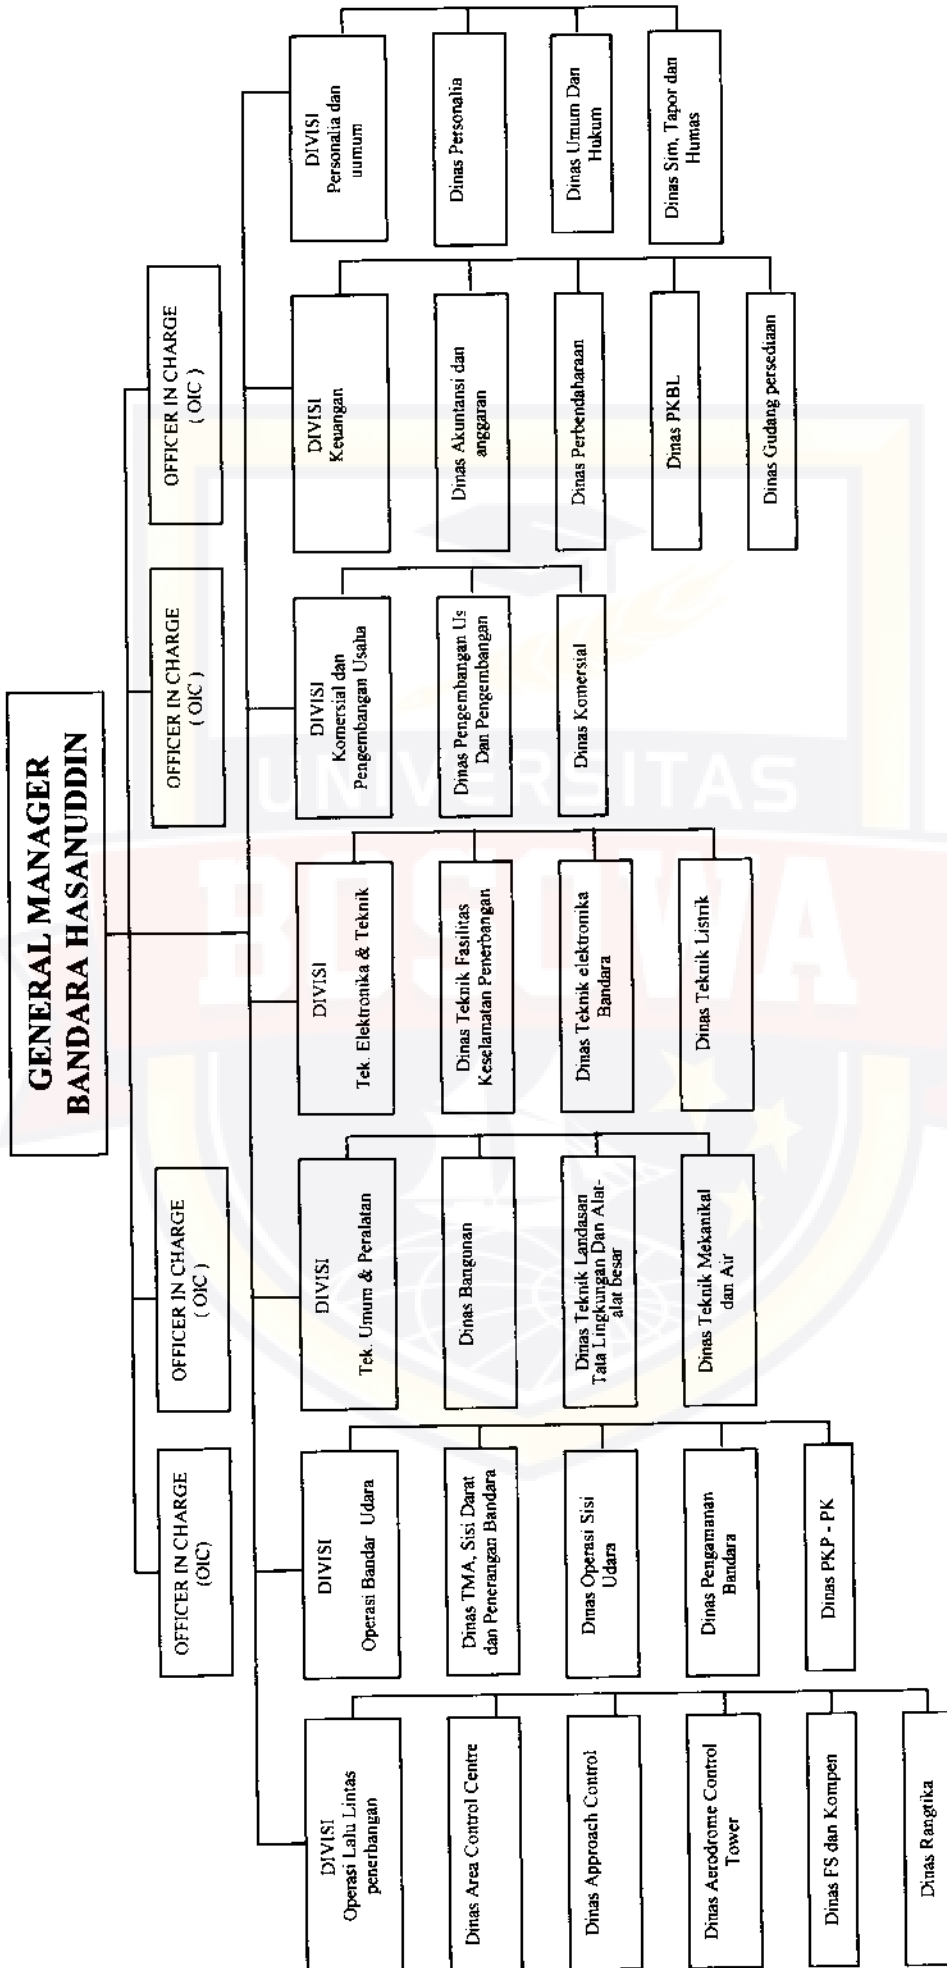 GENERAL MANAGER
BANDARA HASANUDDIN
OFFICER IN CHARGE
(OIC)
OFFICER IN CHARGE
( OIC )
OFFICER IN CHARGE
( OIC )
OFFICER IN CHARGE
( OIC )
DIVISI
Operasi Lalu Lintas
penerbangan
Dinas Area Control Centre
Dinas Approach Control
Dinas Aerodrome Control
Tower
Dinas FS dan Kompen
Dinas Rangtika
DIVISI
Operasi Bandar Udara
Dinas TMA, Sisi Darat
dan Penerangan Bandara
Dinas Operasi Sisi
Udara
Dinas Pengamanan
Bandara
Dinas PKP - PK
DIVISI
Tek. Umum & Peralatan
Dinas Bangunan
Dinas Teknik Landasan
Tata Lingkungan Dan Alat-
alat besar
Dinas Teknik Mekanikal
dan Air
DIVISI
Tek. Elektronika & Teknik
Dinas Teknik Fasilitas
Keselamatan Penerbangan
Dinas Teknik elektronika
Bandara
Dinas Teknik Listrik
DIVISI
Komersial dan
Pengembangan Usaha
Dinas Pengembangan Us
Dan Pengembangan
Dinas Komersial
DIVISI
Keuangan
Dinas Akuntansi dan
anggaran
Dinas Perbendaharaan
Dinas PKBL
Dinas Gudang persediaan
DIVISI
Personalia dan
uumum
Dinas Personalia
Dinas Umum Dan
Hukum
Dinas Sim, Tapor dan
Humas
UNIVERSITAS
BOSOWA